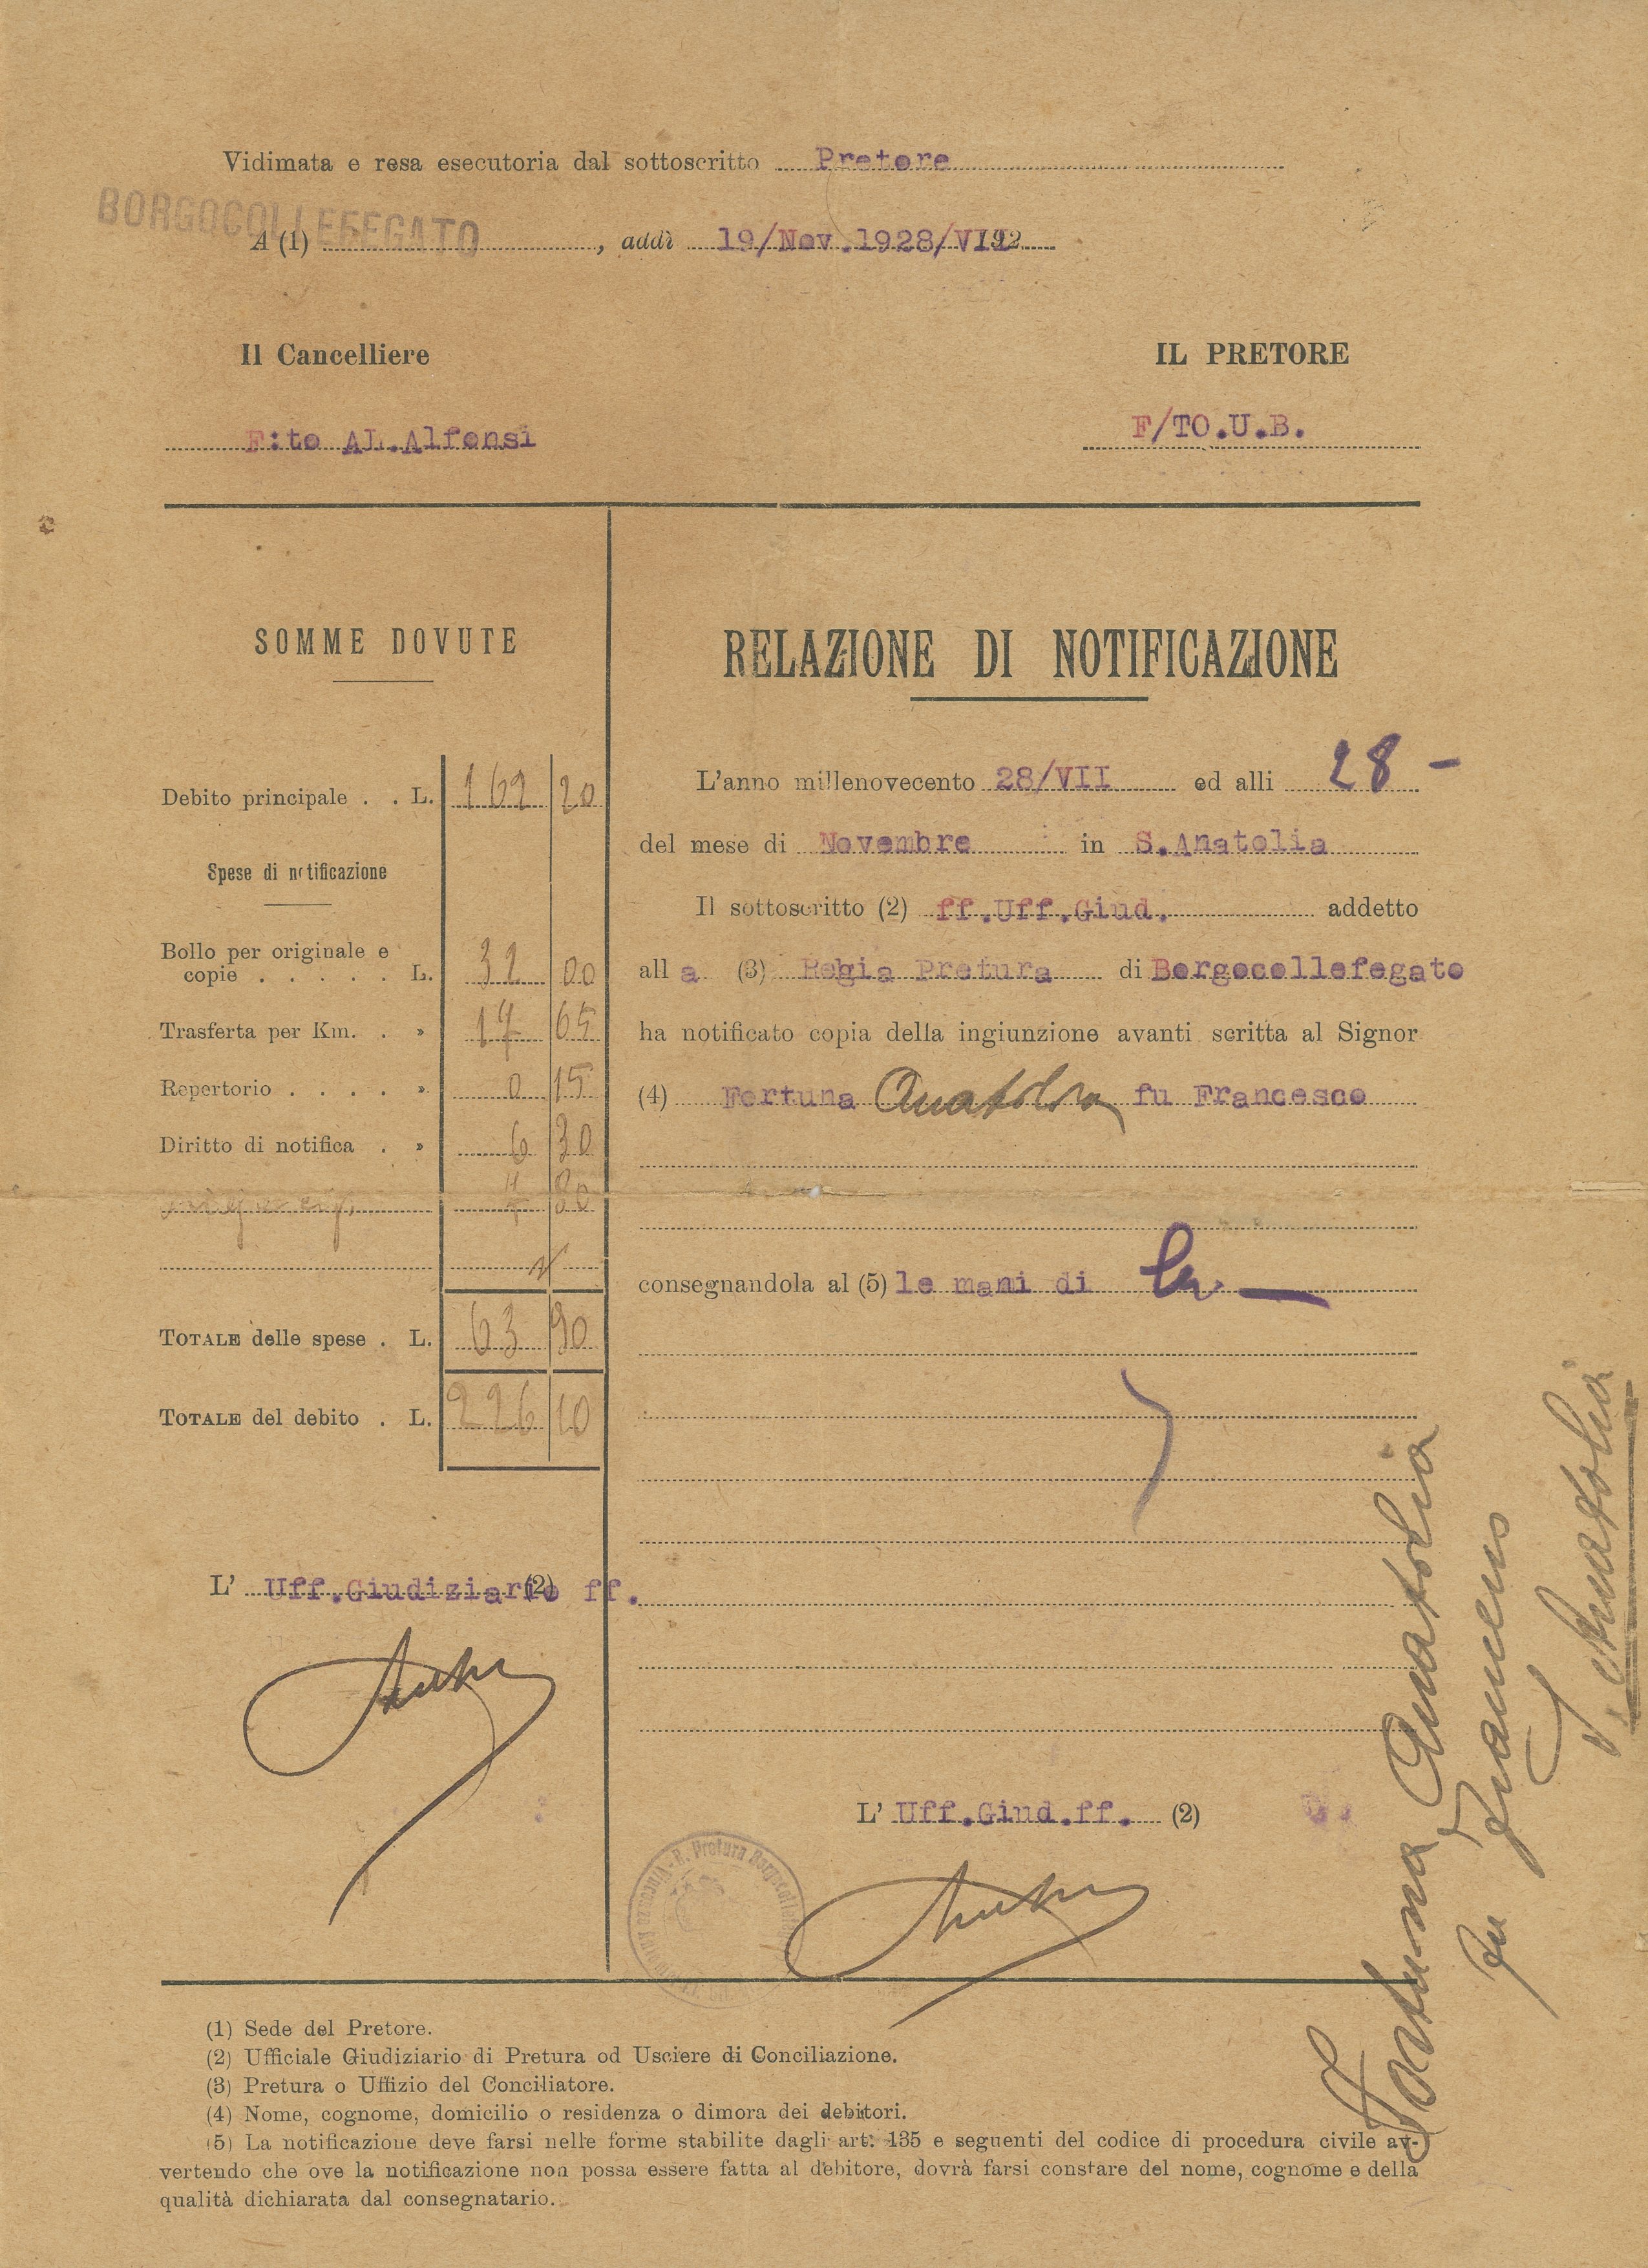 Vidimata e resa esecutoria dal sottoscritto Pretore
BORGOCOLLEFEGATO
A (1) , addì 19/Nov.1928/VII 192
Il Cancelliere
IL PRETORE
F:to AL.Alfonsi
F/TO.U.B.
SOMME DOVUTE
Debito principale . . L. 162 20
Spese di notificazione
Bollo per originale e
copie . . . . . L. 32 00
Trasferta per Km. . » 17 65
Repertorio . . . . » 0 15
Diritto di notifica . » 6 30
TOTALE delle spese . L. 63 90
TOTALE del debito . L. 226 10
L' Uff.Giudiziario ff. (2)
RELAZIONE DI NOTIFICAZIONE
L'anno millenovecento 28/VII ed alli 28 -
del mese di Novembre in S.Anatolia
Il sottoscritto (2) ff.Uff.Giud. addetto
all a (3) Regia Pretura di Borgocollefegato
ha notificato copia della ingiunzione avanti scritta al Signor
(4) Fortuna Anatolia fu Francesco
consegnandola al (5) le mani di
L' Uff.Giud.ff. (2)
R. Pretura Borgocollefegato
Fortuna Anatolia
fu Francesco
S. Anatolia
(1) Sede del Pretore.
(2) Ufficiale Giudiziario di Pretura od Usciere di Conciliazione.
(3) Pretura o Uffizio del Conciliatore.
(4) Nome, cognome, domicilio o residenza o dimora dei debitori.
(5) La notificazione deve farsi nelle forme stabilite dagli art. 135 e seguenti del codice di procedura civile av-
vertendo che ove la notificazione non possa essere fatta al debitore, dovrà farsi constare del nome, cognome e della
qualità dichiarata dal consegnatario.